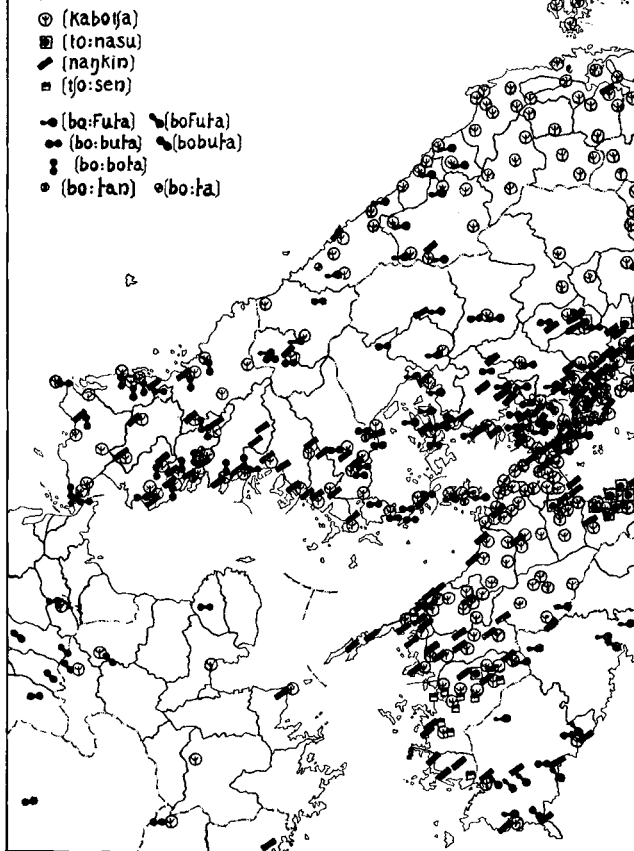 (kabotʃa)
(to:nasu)
(naŋkin)
(tʃo:sen)
(bo:Futa) (boFuta)
(bo:buta) (bobuta)
(bo:bota)
(bo:tan) (bo:ta)